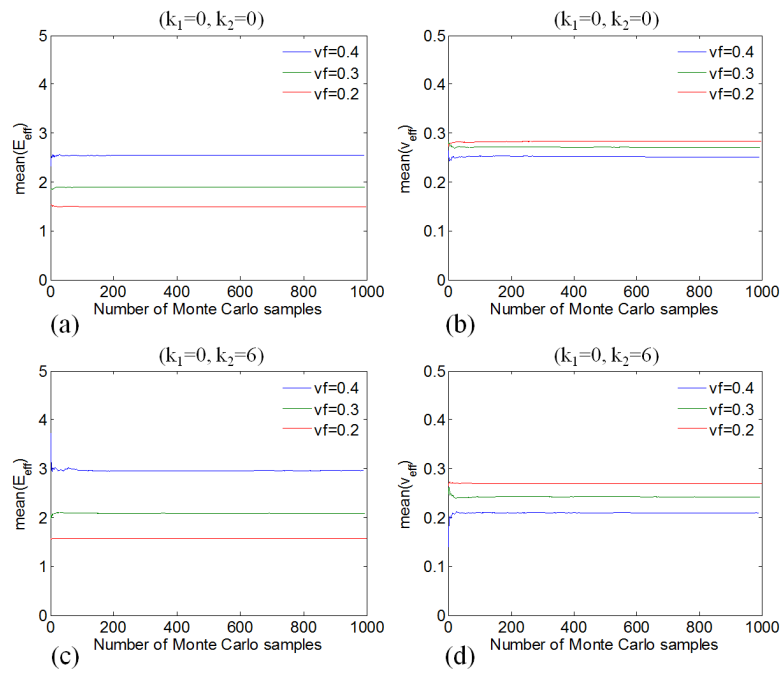 (k₁=0, k₂=0)
5
4
3
2
1
0
mean(E_eff)
vf=0.4
vf=0.3
vf=0.2
0 200 400 600 800 1000
Number of Monte Carlo samples
(a)
(k₁=0, k₂=0)
0.5
0.4
0.3
0.2
0.1
0
mean(v_eff)
vf=0.4
vf=0.3
vf=0.2
0 200 400 600 800 1000
Number of Monte Carlo samples
(b)
(k₁=0, k₂=6)
5
4
3
2
1
0
mean(E_eff)
vf=0.4
vf=0.3
vf=0.2
0 200 400 600 800 1000
Number of Monte Carlo samples
(c)
(k₁=0, k₂=6)
0.5
0.4
0.3
0.2
0.1
0
mean(v_eff)
vf=0.4
vf=0.3
vf=0.2
0 200 400 600 800 1000
Number of Monte Carlo samples
(d)